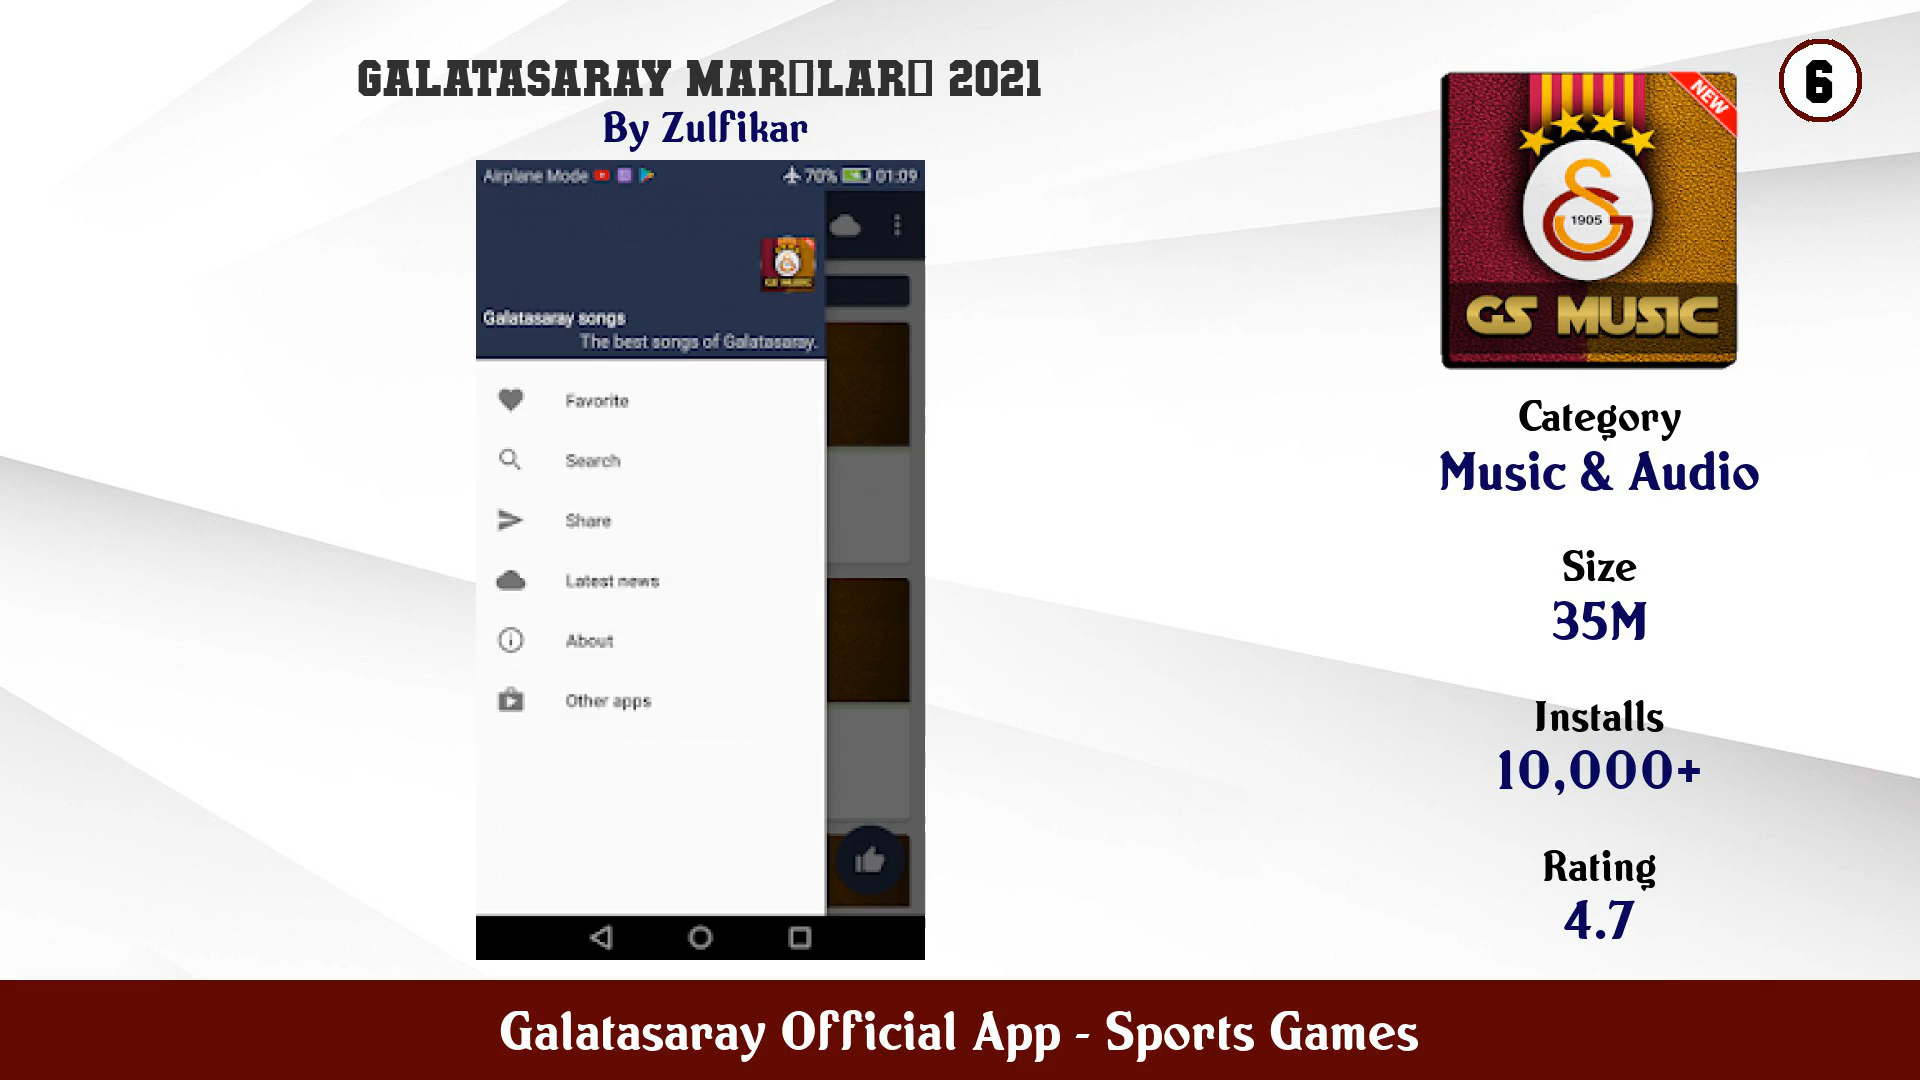 GALATASARAY MAR▯LAR▯ 2021
By Zulfikar
6
Airplane Mode 70% 01:09
Galatasaray songs
The best songs of Galatasaray.
Favorite
Search
Share
Latest news
About
Other apps
NEW
1905
GS MUSIC
Category
Music & Audio
Size
35M
Installs
10,000+
Rating
4.7
Galatasaray Official App - Sports Games